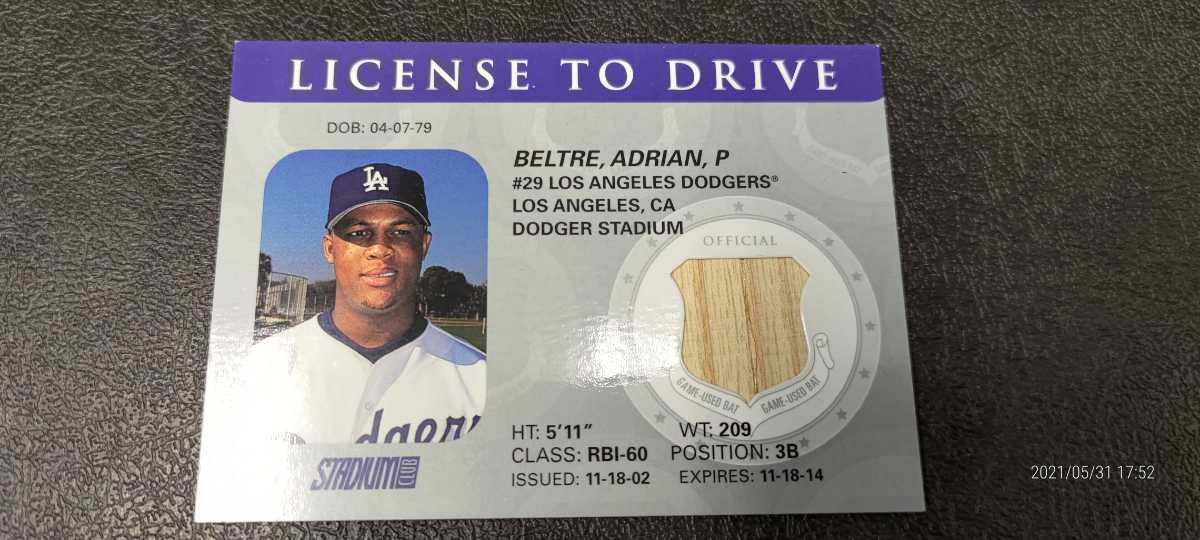 LICENSE TO DRIVE
DOB: 04-07-79
BELTRE, ADRIAN, P
#29 LOS ANGELES DODGERS®
LOS ANGELES, CA
DODGER STADIUM
LA
OFFICIAL
GAME-USED BAT GAME-USED BAT
dgers
HT: 5'11" WT: 209
CLASS: RBI-60 POSITION: 3B
ISSUED: 11-18-02 EXPIRES: 11-18-14
STADIUM CLUB
2021/05/31 17:52